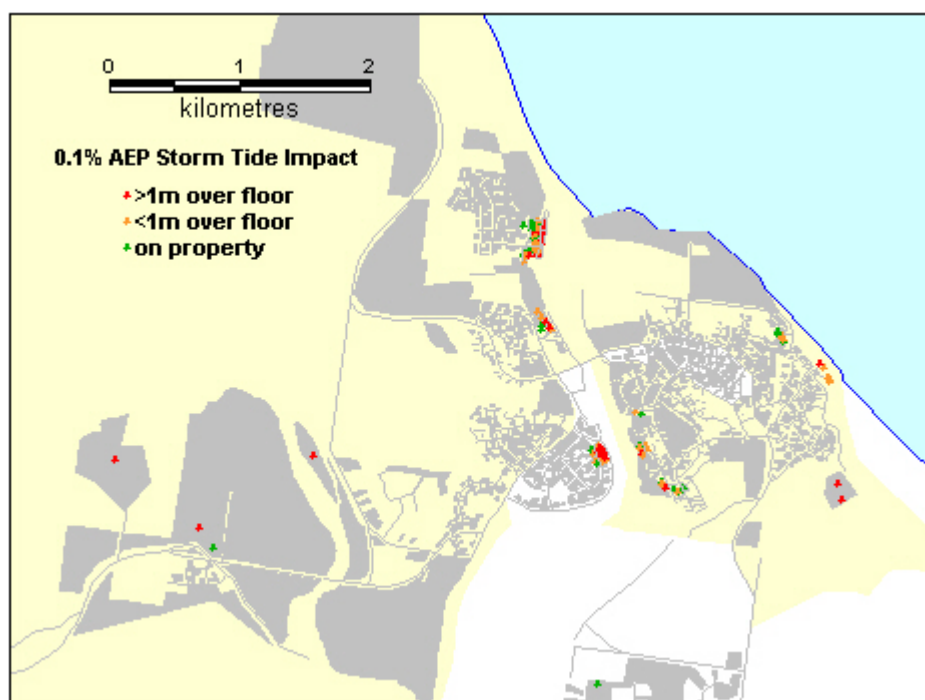 0 1 2
kilometres
0.1% AEP Storm Tide Impact
>1m over floor
<1m over floor
on property